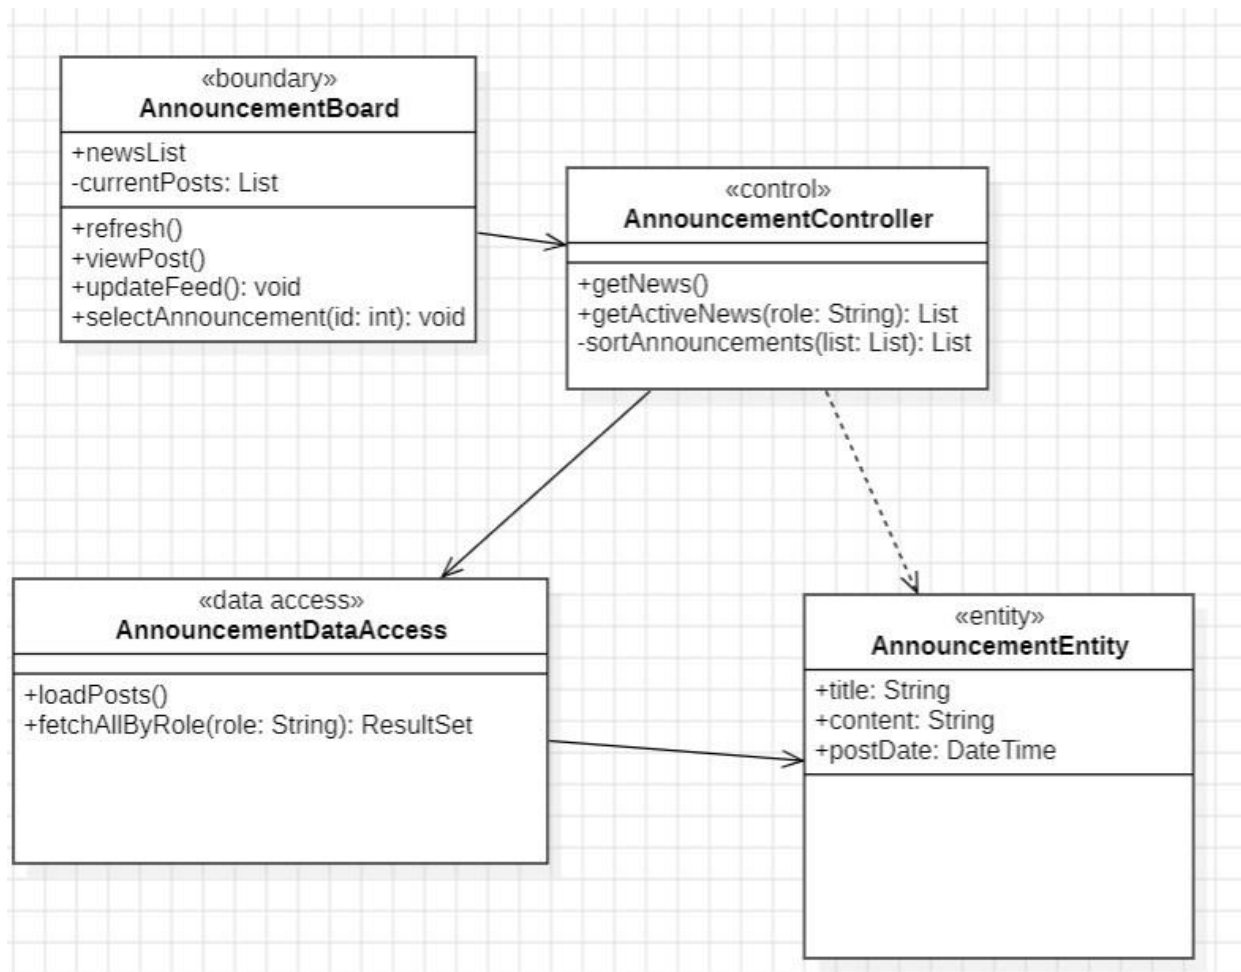 «boundary»
AnnouncementBoard
+newsList
-currentPosts: List
+refresh()
+viewPost()
+updateFeed(): void
+selectAnnouncement(id: int): void
«control»
AnnouncementController
+getNews()
+getActiveNews(role: String): List
-sortAnnouncements(list: List): List
«data access»
AnnouncementDataAccess
+loadPosts()
+fetchAllByRole(role: String): ResultSet
«entity»
AnnouncementEntity
+title: String
+content: String
+postDate: DateTime